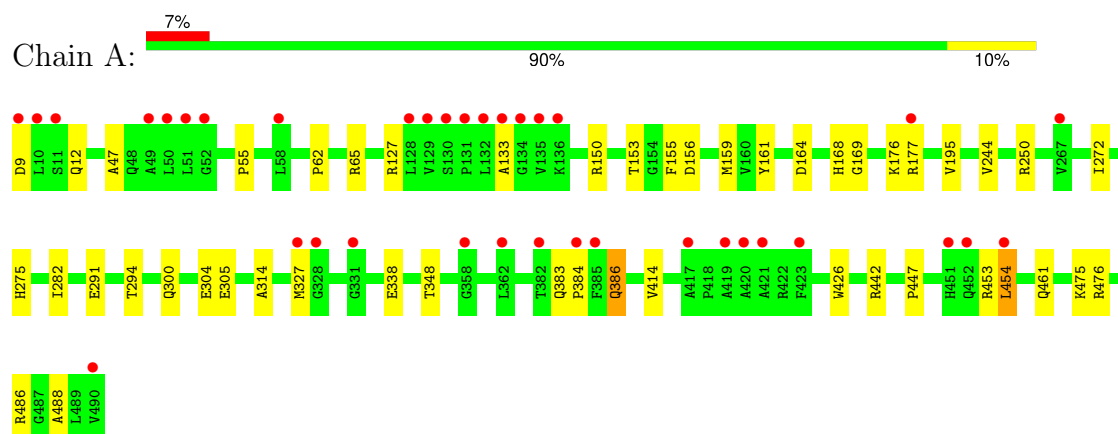 7%
Chain A:
90%
10%
D9 L10 S11 Q12 A47 Q48 A49 L50 L51 G52 P55 L58 P62 R65 R127 L128 V129 S130 P131 L132 A133 G134 V135 K136 R150 T153 G154 F155 D156 M159 V160 Y161 D164 H168 G169 K176 R177 V195 V244 R250 V267 I272
H275 I282 E291 T294 Q300 E304 E305 A314 M327 G328 G331 E338 T348 G358 L362 T382 Q383 P384 F385 Q386 V414 A417 P418 A419 A420 A421 R422 F423 W426 R442 P447 H451 Q452 R453 L454 Q461 K475 R476
R486 G487 A488 L489 V490